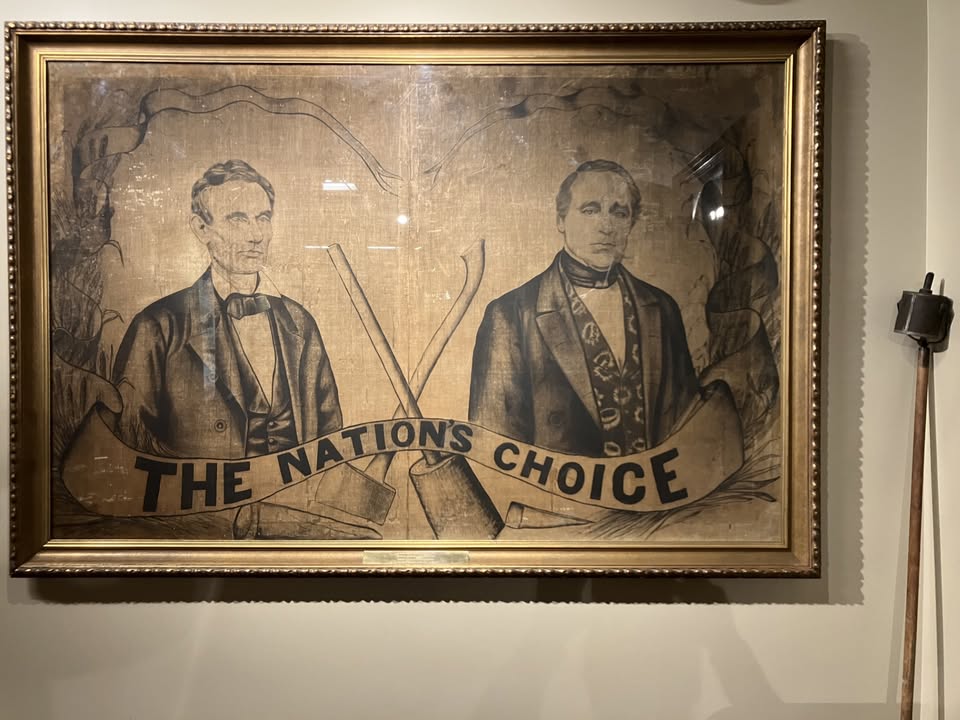 THE NATION'S CHOICE